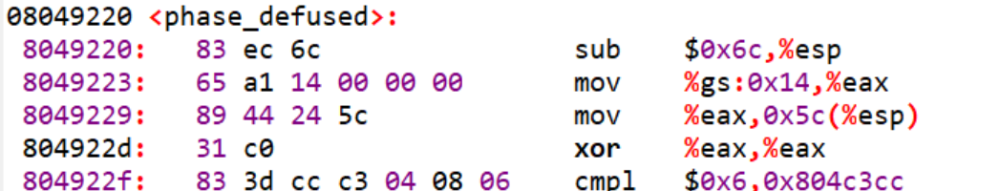 08049220 <phase_defused>:
8049220: 83 ec 6c sub $0x6c,%esp
8049223: 65 a1 14 00 00 00 mov %gs:0x14,%eax
8049229: 89 44 24 5c mov %eax,0x5c(%esp)
804922d: 31 c0 xor %eax,%eax
804922f: 83 3d cc c3 04 08 06 cmpl $0x6,0x804c3cc